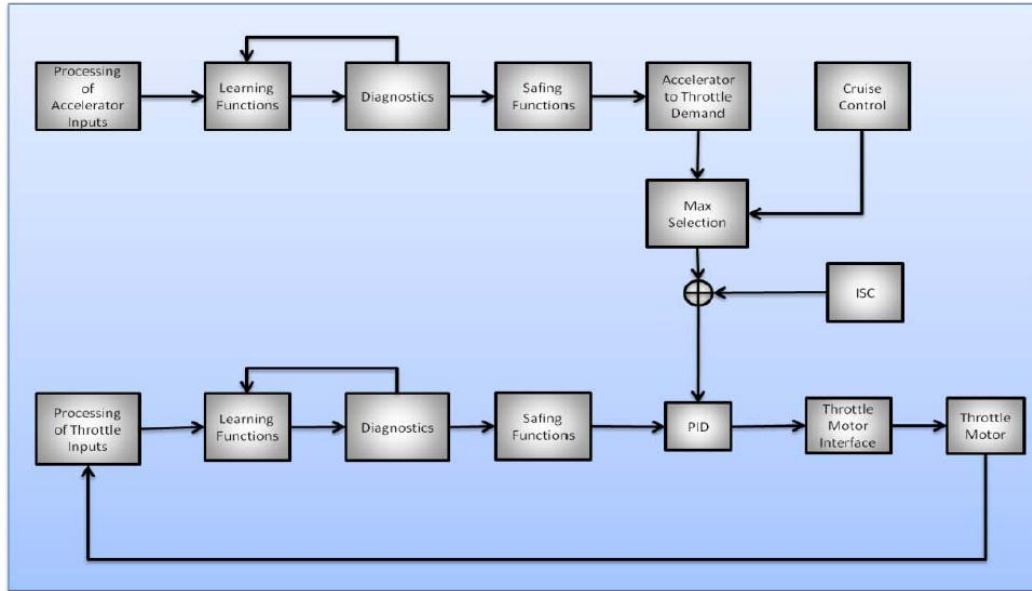 Processing
of
Accelerator
Inputs
Learning
Functions
Diagnostics
Safing
Functions
Accelerator
to Throttle
Demand
Cruise
Control
Max
Selection
ISC
Processing
of Throttle
Inputs
Learning
Functions
Diagnostics
Safing
Functions
PID
Throttle
Motor
Interface
Throttle
Motor